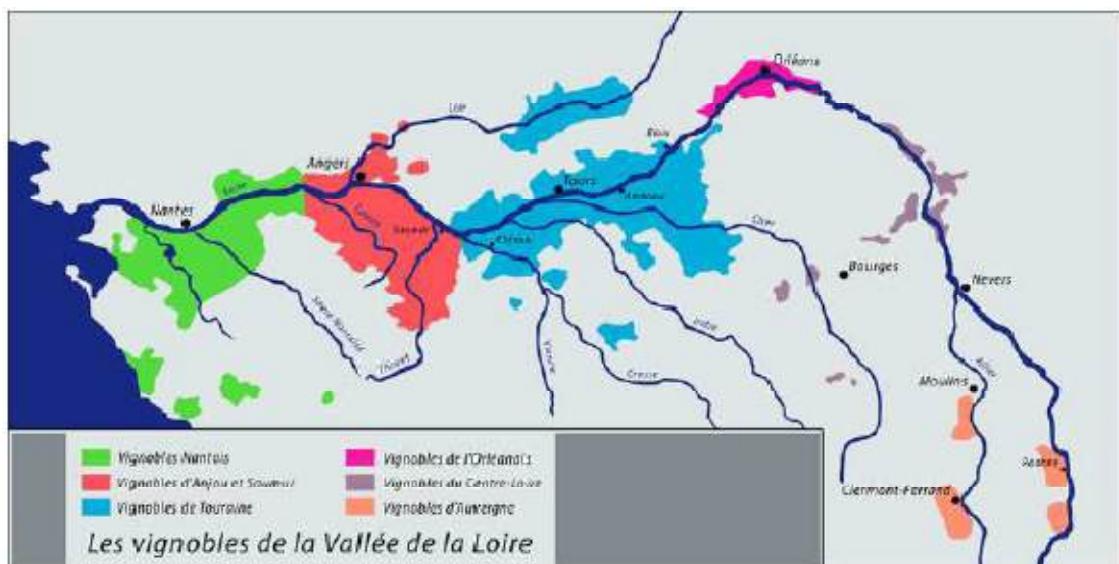 Orléans
Loir
Blois
Angers
Tours
Amboise
Loire
Nantes
Saumur
Chinon
Cher
Bourges
Nevers
Sèvre Nantaise
Thouet
Vienne
Creuse
Indre
Allier
Moulins
Roanne
Clermont-Ferrand
Vignobles Nantais
Vignobles d'Anjou et Saumur
Vignobles de Touraine
Vignobles de l'Orléanais
Vignobles du Centre-Loire
Vignobles d'Auvergne
Les vignobles de la Vallée de la Loire